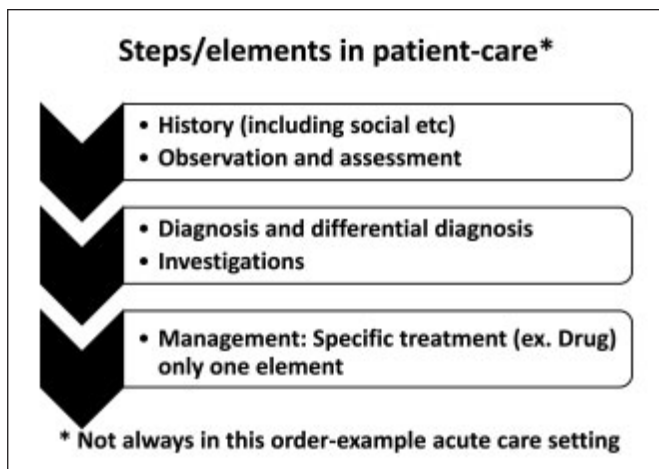 Steps/elements in patient-care*
• History (including social etc)
• Observation and assessment
• Diagnosis and differential diagnosis
• Investigations
• Management: Specific treatment (ex. Drug)
only one element
* Not always in this order-example acute care setting